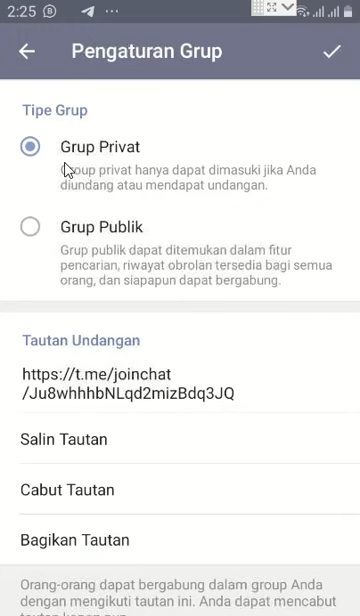 2:25
Pengaturan Grup
Tipe Grup
Grup Privat
Group privat hanya dapat dimasuki jika Anda
diundang atau mendapat undangan.
Grup Publik
Grup publik dapat ditemukan dalam fitur
pencarian, riwayat obrolan tersedia bagi semua
orang, dan siapapun dapat bergabung.
Tautan Undangan
https://t.me/joinchat
/Ju8whhhbNLqd2mizBdq3JQ
Salin Tautan
Cabut Tautan
Bagikan Tautan
Orang-orang dapat bergabung dalam group Anda
dengan mengikuti tautan ini. Anda dapat mencabut